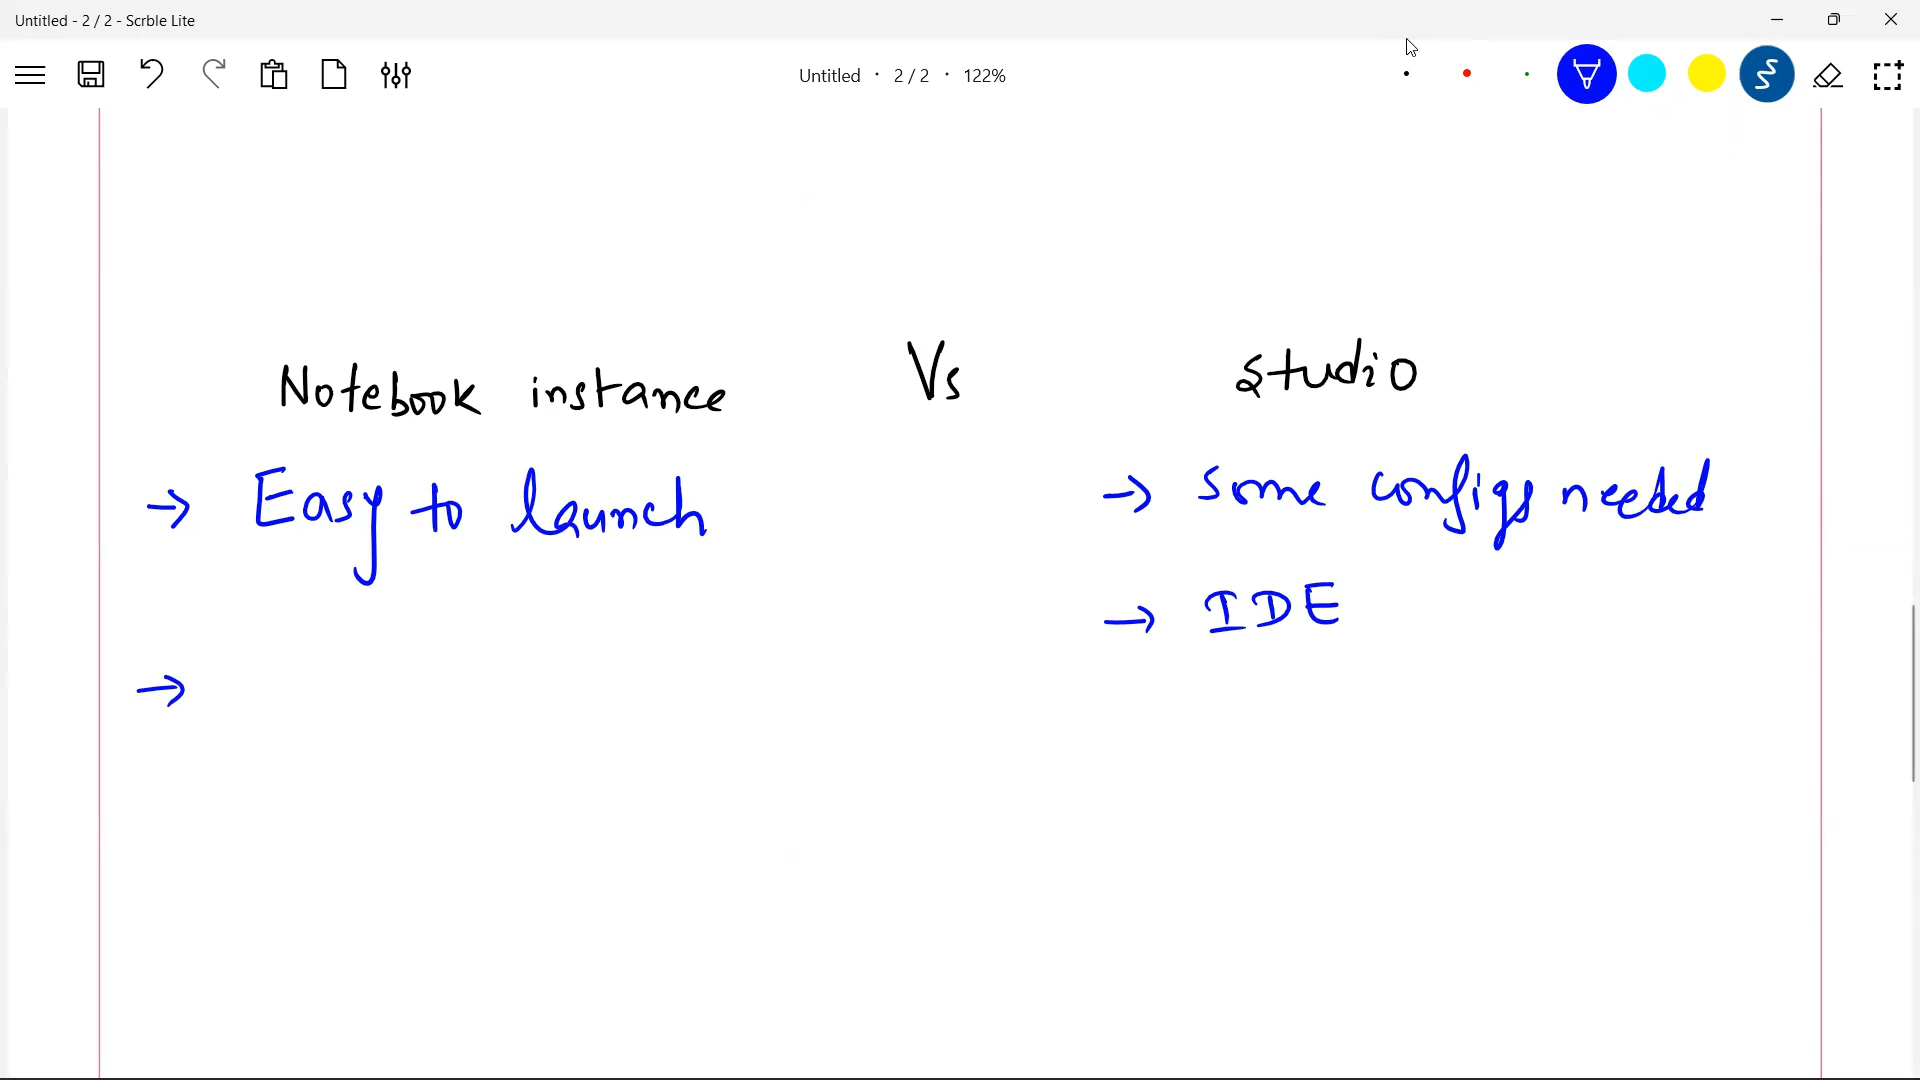 Untitled - 2 / 2 - Scrble Lite
Untitled · 2 / 2 · 122%
Notebook instance Vs studio
→ Easy to launch
→ Some configs needed
→ IDE
→